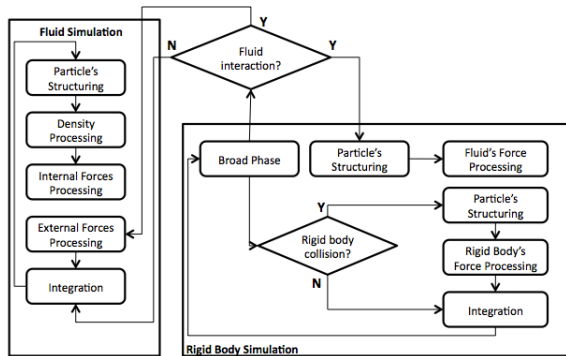 Fluid Simulation
Particle's
Structuring
Density
Processing
Internal Forces
Processing
External Forces
Processing
Integration
Y
N
Fluid
interaction?
Y
Broad Phase
Particle's
Structuring
Fluid's Force
Processing
Y
Rigid body
collision?
N
Particle's
Structuring
Rigid Body's
Force Processing
Integration
Rigid Body Simulation